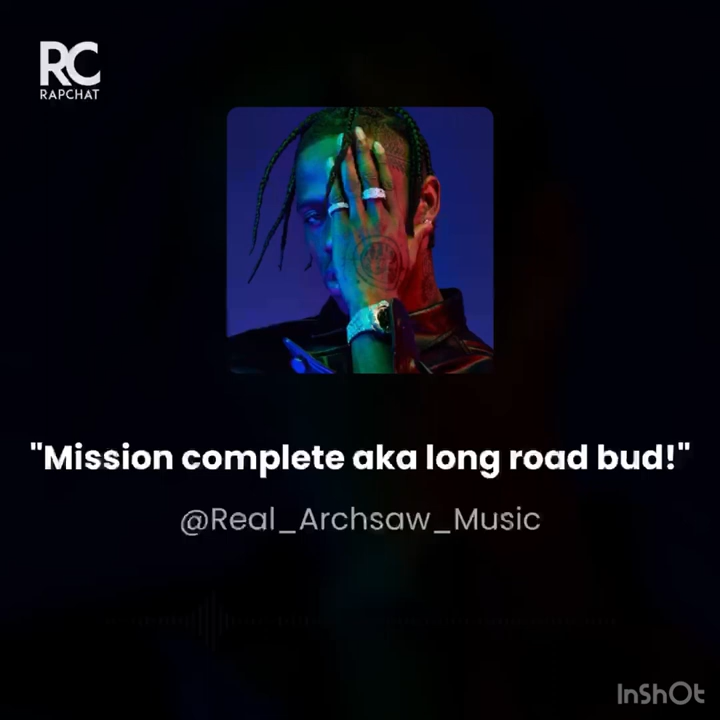 RC
RAPCHAT
"Mission complete aka long road bud!"
@Real_Archsaw_Music
InShOt